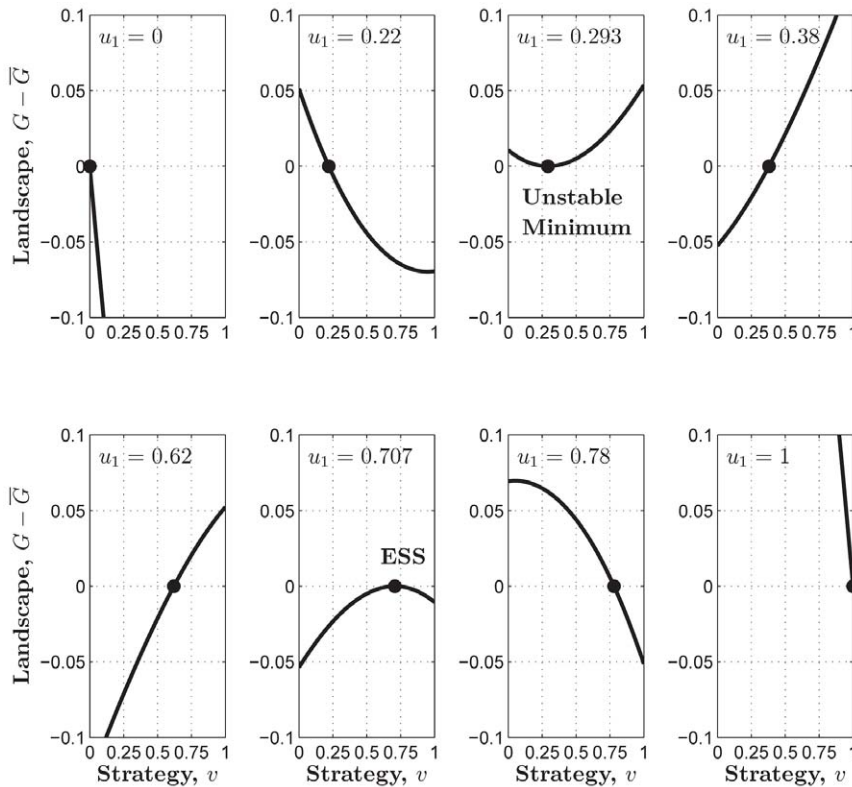 Landscape, G − G̅
u₁ = 0
0.1
0.05
0
−0.05
−0.1
0 0.25 0.5 0.75 1
u₁ = 0.22
0.1
0.05
0
−0.05
−0.1
0 0.25 0.5 0.75 1
u₁ = 0.293
0.1
0.05
0
−0.05
−0.1
Unstable
Minimum
0 0.25 0.5 0.75 1
u₁ = 0.38
0.1
0.05
0
−0.05
−0.1
0 0.25 0.5 0.75 1
Landscape, G − G̅
u₁ = 0.62
0.1
0.05
0
−0.05
−0.1
0 0.25 0.5 0.75 1
Strategy, v
u₁ = 0.707
0.1
0.05
0
−0.05
−0.1
ESS
0 0.25 0.5 0.75 1
Strategy, v
u₁ = 0.78
0.1
0.05
0
−0.05
−0.1
0 0.25 0.5 0.75 1
Strategy, v
u₁ = 1
0.1
0.05
0
−0.05
−0.1
0 0.25 0.5 0.75 1
Strategy, v